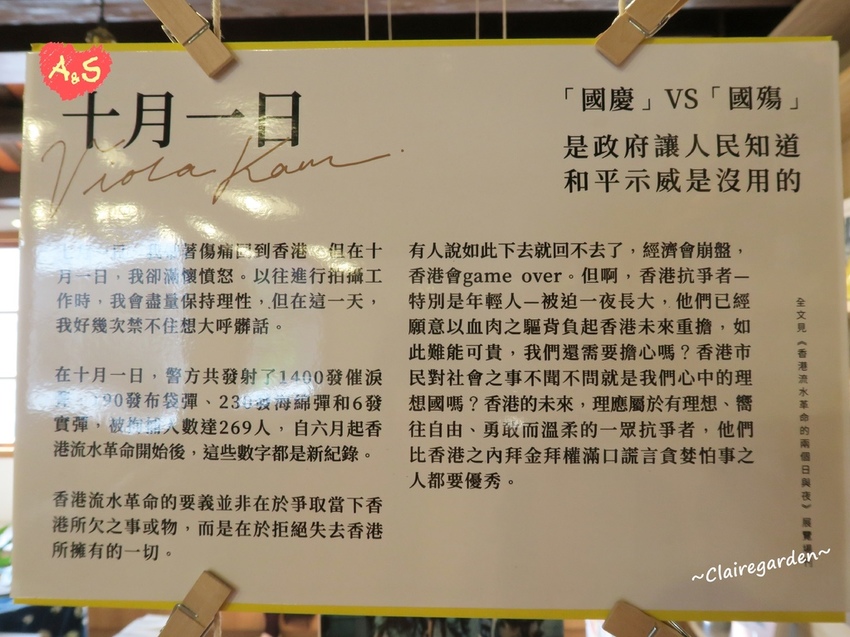 A&S
十月一日
Viola Kam
「國慶」VS「國殤」
是政府讓人民知道
和平示威是沒用的
著傷痛回到香港,但在十
月一日,我卻滿懷憤怒。以往進行拍攝工
作時,我會盡量保持理性,但在這一天,
我好幾次禁不住想大呼髒話。
在十月一日,警方共發射了1400發催淚
90發布袋彈、230發海綿彈和6發
實彈,被拘捕人數達269人,自六月起香
港流水革命開始後,這些數字都是新紀錄。
香港流水革命的要義並非在於爭取當下香
港所欠之事或物,而是在於拒絕失去香港
所擁有的一切。
有人說如此下去就回不去了,經濟會崩盤,
香港會game over。但啊,香港抗爭者—
特別是年輕人—被迫一夜長大,他們已經
願意以血肉之驅背負起香港未來重擔,如
此難能可貴,我們還需要擔心嗎?香港市
民對社會之事不聞不問就是我們心中的理
想國嗎?香港的未來,理應屬於有理想、嚮
往自由、勇敢而溫柔的一眾抗爭者,他們
比香港之內拜金拜權滿口謊言貪婪怕事之
人都要優秀。
全文見《香港流水革命的兩個日與夜》展覽場
~Clairegarden~